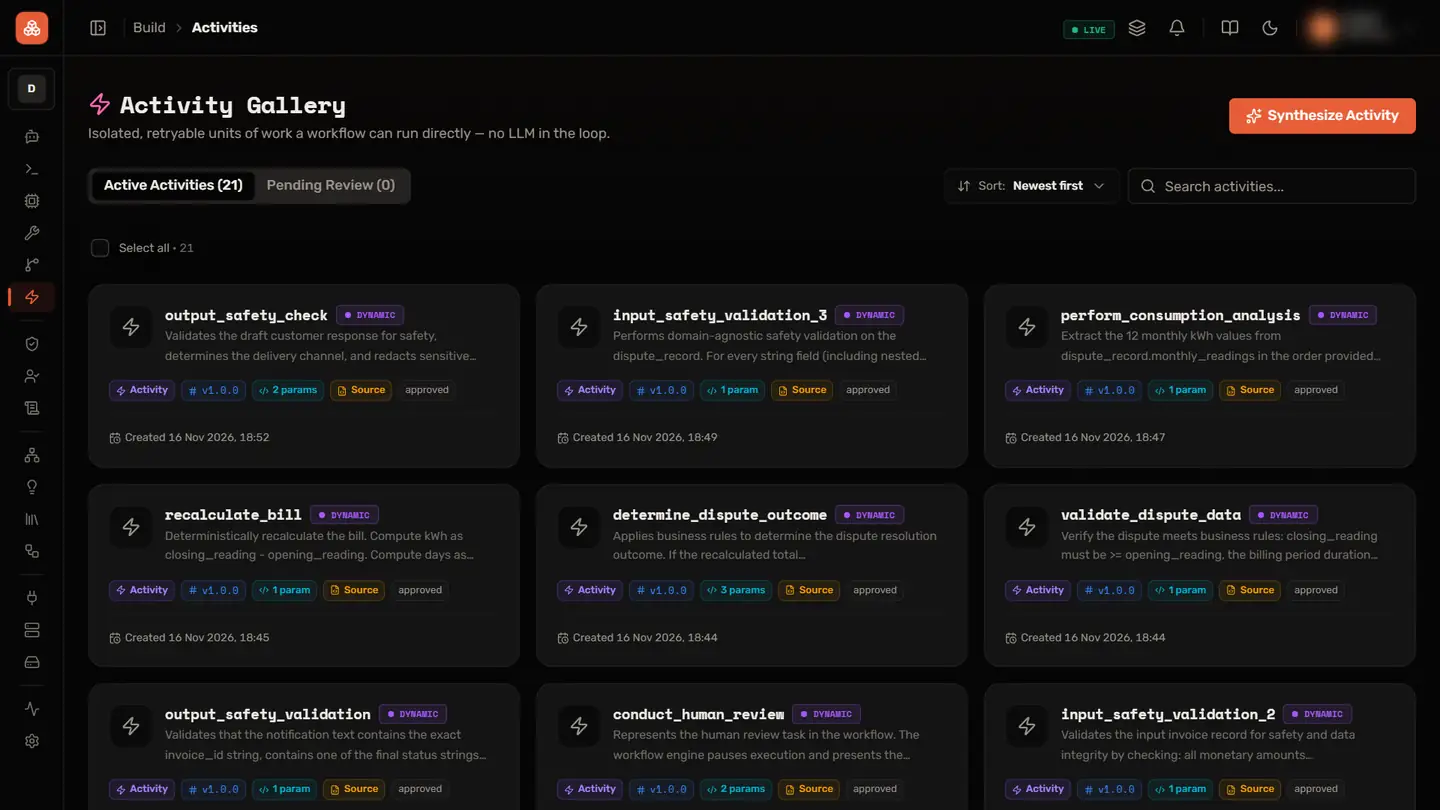 Build > Activities
LIVE
D
Activity Gallery
Isolated, retryable units of work a workflow can run directly — no LLM in the loop.
Synthesize Activity
Active Activities (21)
Pending Review (0)
Sort: Newest first
Search activities...
Select all • 21
output_safety_check DYNAMIC
Validates the draft customer response for safety,
determines the delivery channel, and redacts sensitive…
Activity # v1.0.0 </> 2 params Source approved
Created 16 Nov 2026, 18:52
input_safety_validation_3 DYNAMIC
Performs domain-agnostic safety validation on the
dispute_record. For every string field (including nested…
Activity # v1.0.0 </> 1 param Source approved
Created 16 Nov 2026, 18:49
perform_consumption_analysis DYNAMIC
Extract the 12 monthly kWh values from
dispute_record.monthly_readings in the order provided…
Activity # v1.0.0 </> 1 param Source approved
Created 16 Nov 2026, 18:47
recalculate_bill DYNAMIC
Deterministically recalculate the bill. Compute kWh as
closing_reading - opening_reading. Compute days as…
Activity # v1.0.0 </> 1 param Source approved
Created 16 Nov 2026, 18:45
determine_dispute_outcome DYNAMIC
Applies business rules to determine the dispute resolution
outcome. If the recalculated total…
Activity # v1.0.0 </> 3 params Source approved
Created 16 Nov 2026, 18:44
validate_dispute_data DYNAMIC
Verify the dispute meets business rules: closing_reading
must be >= opening_reading, the billing period duration…
Activity # v1.0.0 </> 1 param Source approved
Created 16 Nov 2026, 18:44
output_safety_validation DYNAMIC
Validates that the notification text contains the exact
invoice_id string, contains one of the final status strings…
Activity # v1.0.0 </> 1 param Source approved
conduct_human_review DYNAMIC
Represents the human review task in the workflow. The
workflow engine pauses execution and presents the…
Activity # v1.0.0 </> 2 params Source approved
input_safety_validation_2 DYNAMIC
Validates the input invoice record for safety and data
integrity by checking: all monetary amounts…
Activity # v1.0.0 </> 1 param Source approved